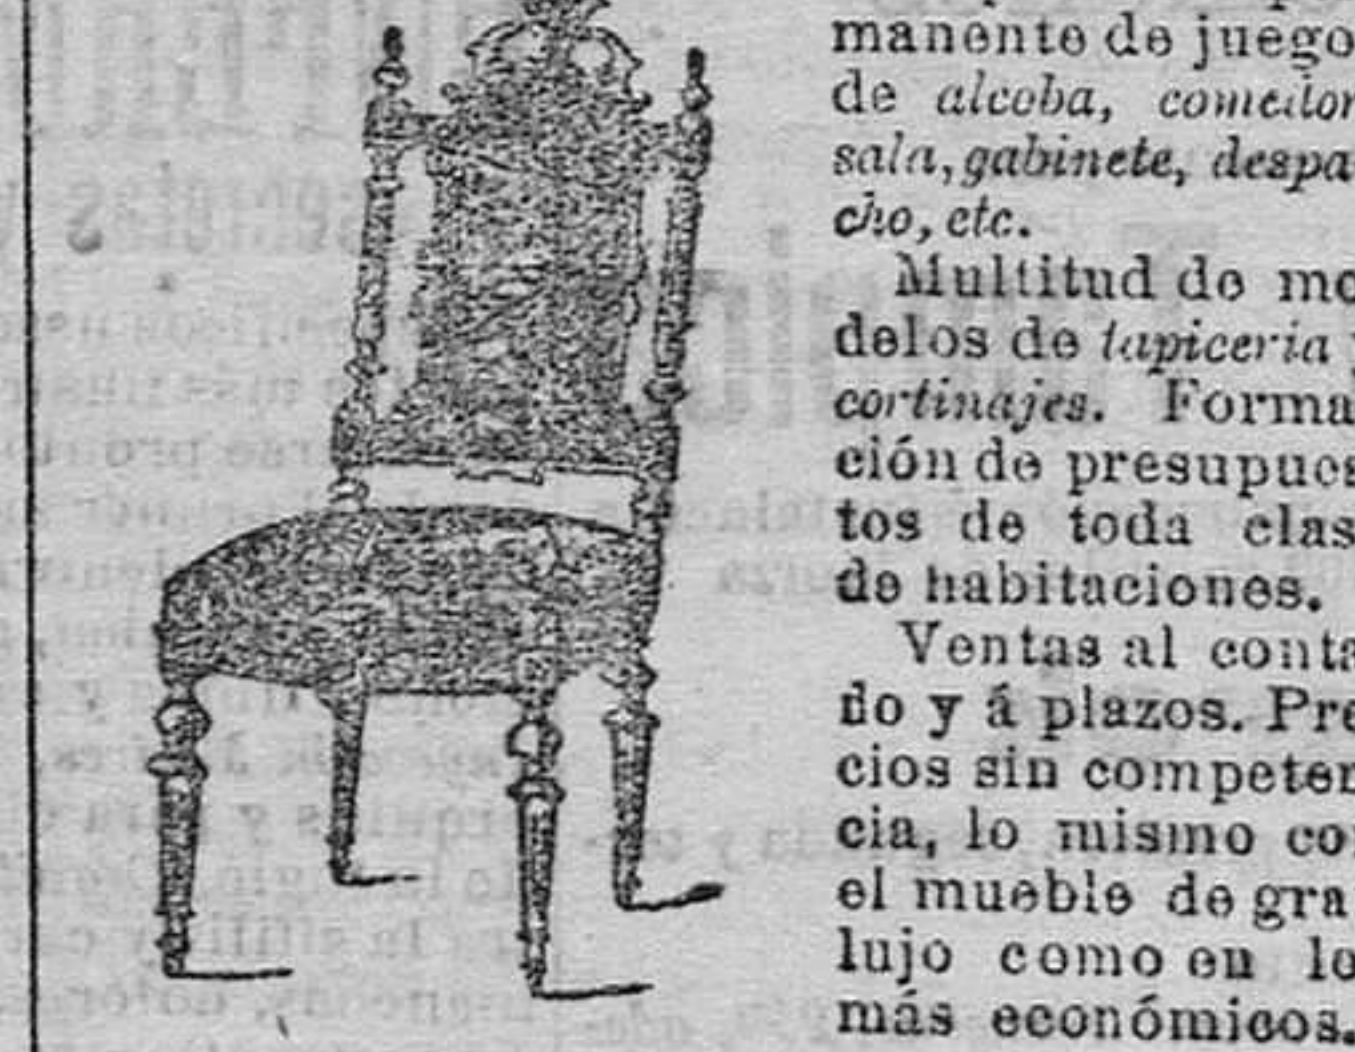 manente de juego
de alcoba, comedor
sala, gabinete, despa
cho, etc.
Multitud de mo
delos de tapiceria y
cortinajes. Forma
ción de presupues
tos de toda clas
de habitaciones.
Ventas al conta
do y á plazos. Pre
cios sin competen
cia, lo mismo con
el mueble de gra
lujo como en lo
más económicos.